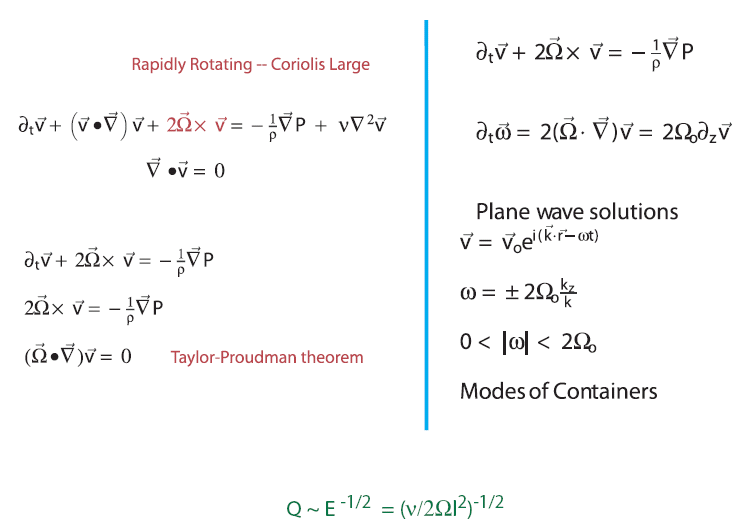 Rapidly Rotating -- Coriolis Large
∂ₜv⃗ + (v⃗ •∇⃗) v⃗ + 2Ω⃗× v⃗ = − 1/ρ ∇⃗P + ν∇²v⃗
∇⃗ •v⃗ = 0
∂ₜv⃗ + 2Ω⃗× v⃗ = − 1/ρ ∇⃗P
2Ω⃗× v⃗ = − 1/ρ ∇⃗P
(Ω⃗•∇⃗)v⃗ = 0 Taylor-Proudman theorem
∂ₜv⃗ + 2Ω⃗× v⃗ = − 1/ρ ∇⃗P
∂ₜω⃗ = 2(Ω⃗· ∇⃗)v⃗ = 2Ωₒ∂_z v⃗
Plane wave solutions
v⃗ = v⃗ₒe^{i(k⃗·r⃗−ωt)}
ω = ± 2Ωₒ k_z/k
0 < |ω| < 2Ωₒ
Modes of Containers
Q ~ E ^{-1/2} = (ν/2Ωl²)^{-1/2}